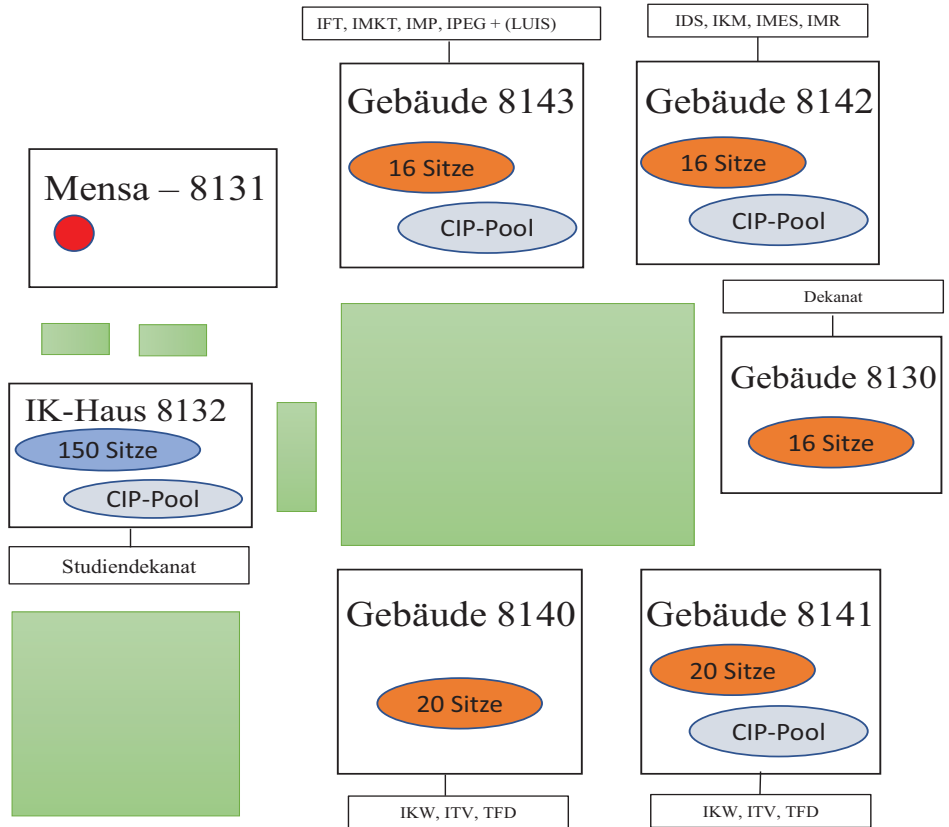 IFT, IMKT, IMP, IPEG + (LUIS)
IDS, IKM, IMES, IMR
Gebäude 8143
16 Sitze
CIP-Pool
Gebäude 8142
16 Sitze
CIP-Pool
Mensa – 8131
Dekanat
Gebäude 8130
16 Sitze
IK-Haus 8132
150 Sitze
CIP-Pool
Studiendekanat
Gebäude 8140
20 Sitze
Gebäude 8141
20 Sitze
CIP-Pool
IKW, ITV, TFD
IKW, ITV, TFD